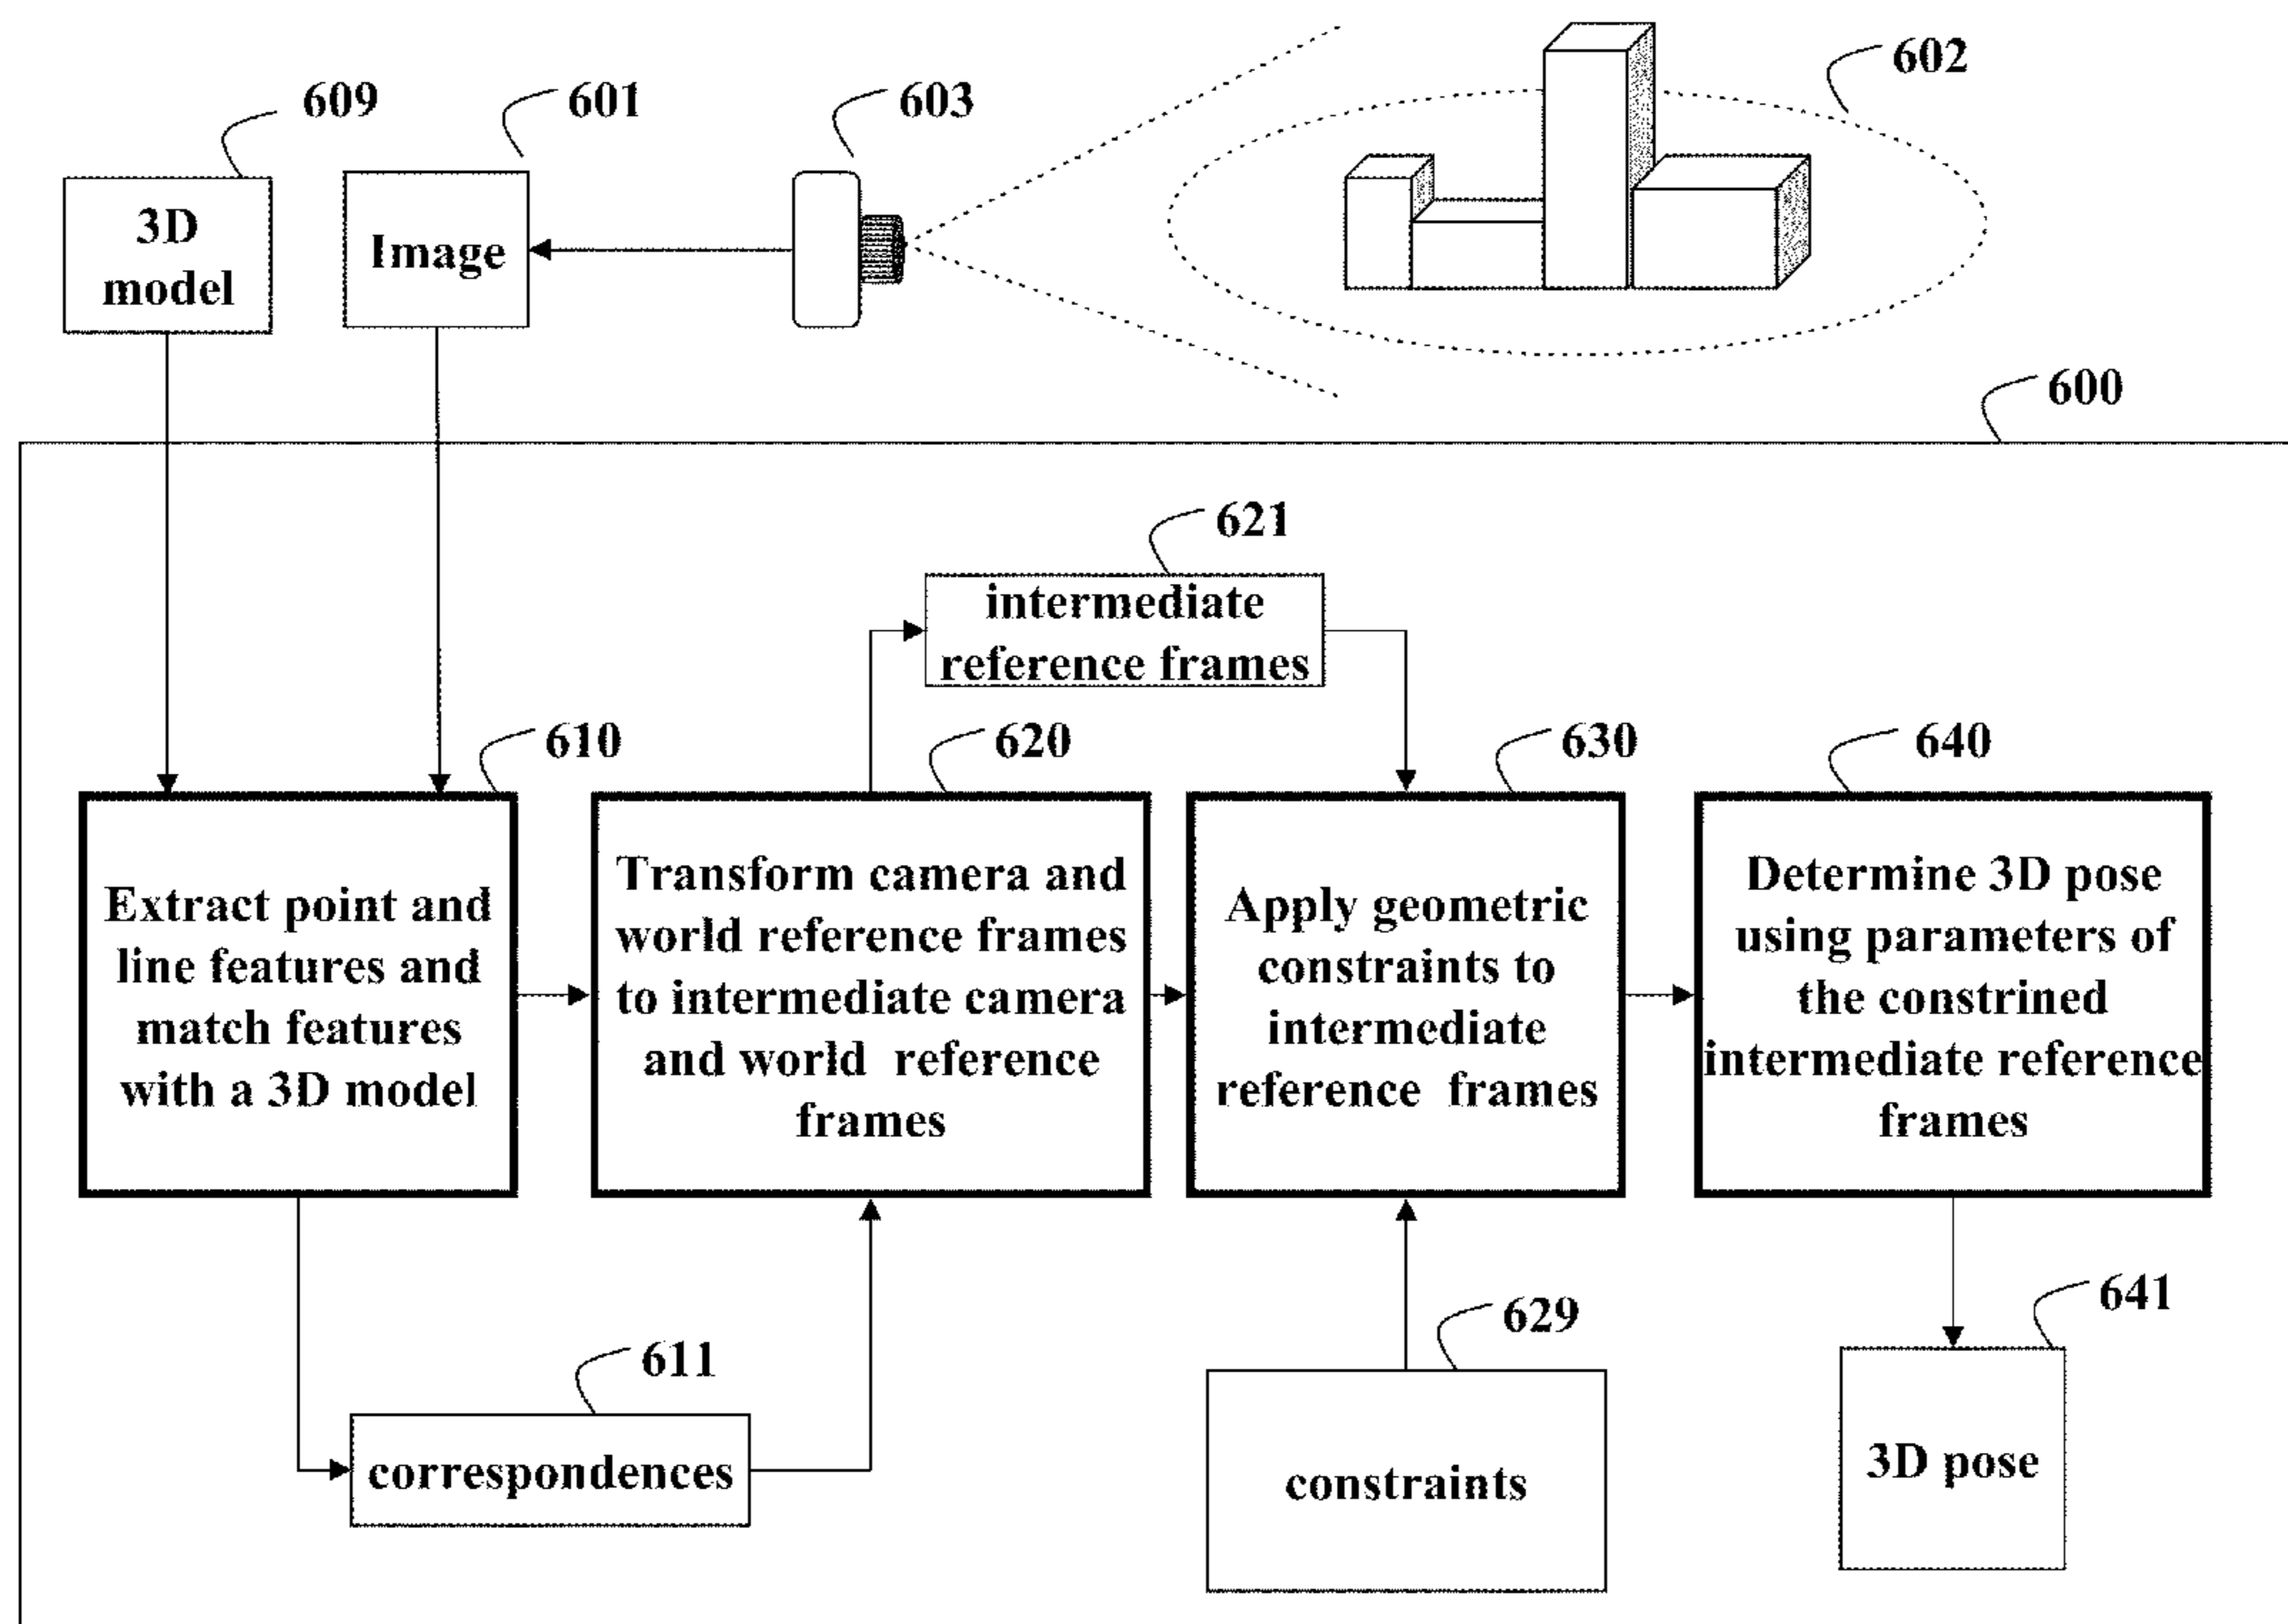 602
609
601
603
3D
model
Image
600
621
intermediate
reference frames
610
620
630
640
Extract point and
line features and
match features
with a 3D model
Transform camera and
world reference frames
to intermediate camera
and world reference
frames
Apply geometric
constraints to
intermediate
reference frames
Determine 3D pose
using parameters of
the constrined
intermediate reference
frames
611
correspondences
629
constraints
641
3D pose